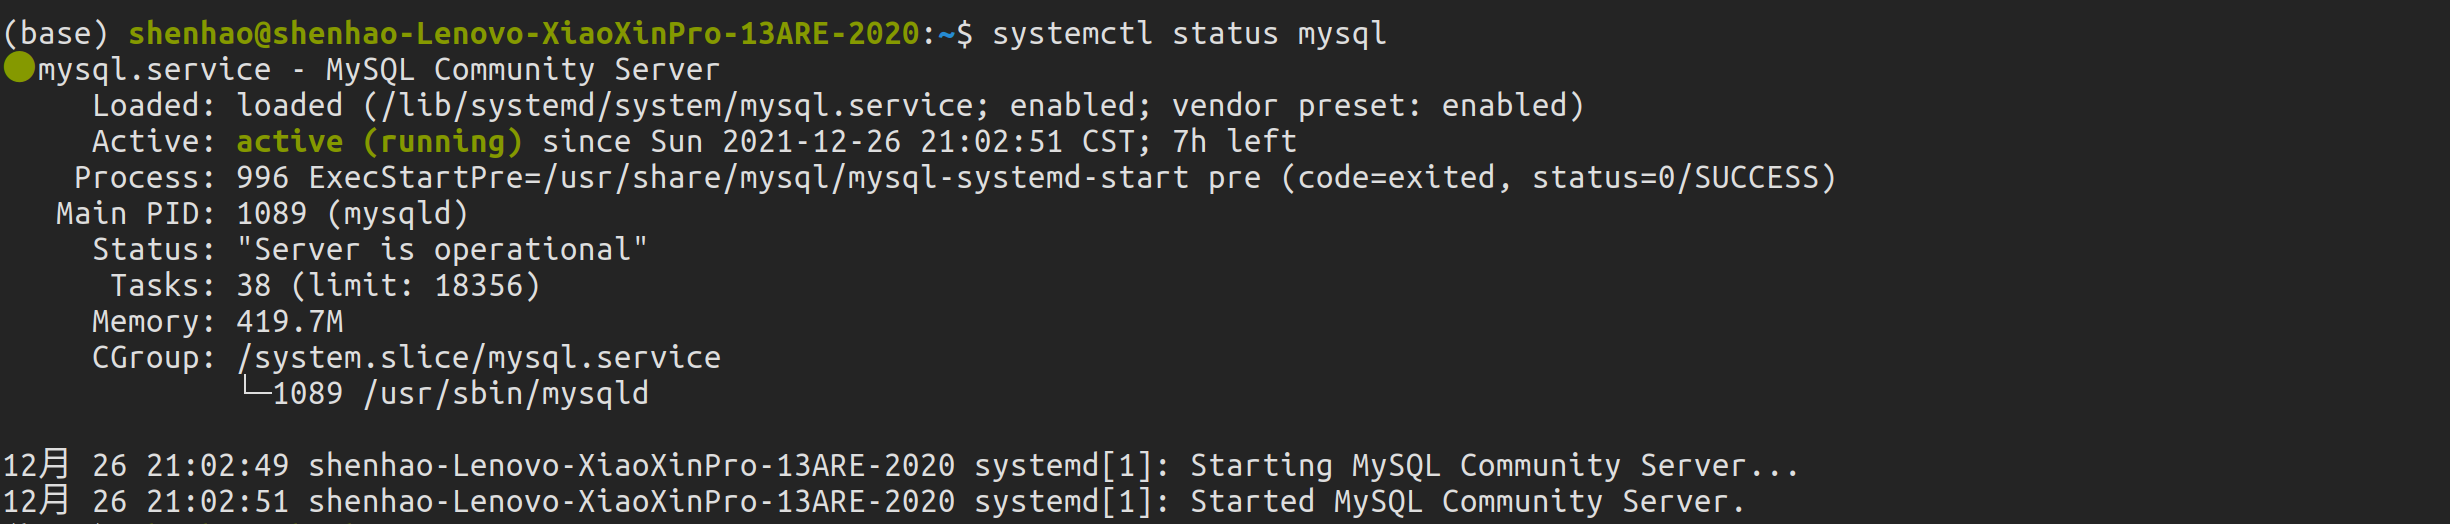 (base) shenhao@shenhao-Lenovo-XiaoXinPro-13ARE-2020:~$ systemctl status mysql
●mysql.service - MySQL Community Server
     Loaded: loaded (/lib/systemd/system/mysql.service; enabled; vendor preset: enabled)
     Active: active (running) since Sun 2021-12-26 21:02:51 CST; 7h left
    Process: 996 ExecStartPre=/usr/share/mysql/mysql-systemd-start pre (code=exited, status=0/SUCCESS)
   Main PID: 1089 (mysqld)
     Status: "Server is operational"
      Tasks: 38 (limit: 18356)
     Memory: 419.7M
     CGroup: /system.slice/mysql.service
             └─1089 /usr/sbin/mysqld

12月 26 21:02:49 shenhao-Lenovo-XiaoXinPro-13ARE-2020 systemd[1]: Starting MySQL Community Server...
12月 26 21:02:51 shenhao-Lenovo-XiaoXinPro-13ARE-2020 systemd[1]: Started MySQL Community Server.